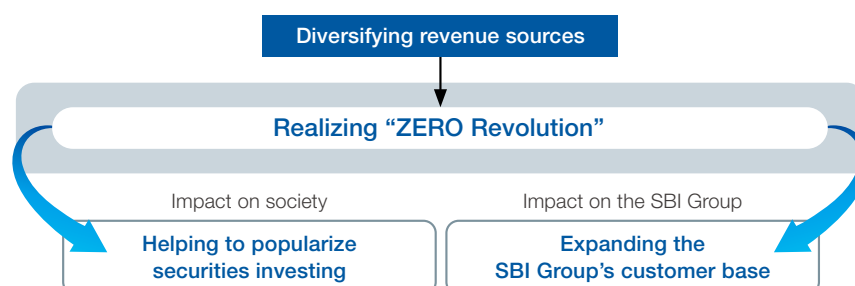 Diversifying revenue sources
Realizing “ZERO Revolution”
Impact on society
Impact on the SBI Group
Helping to popularize
securities investing
Expanding the
SBI Group’s customer base